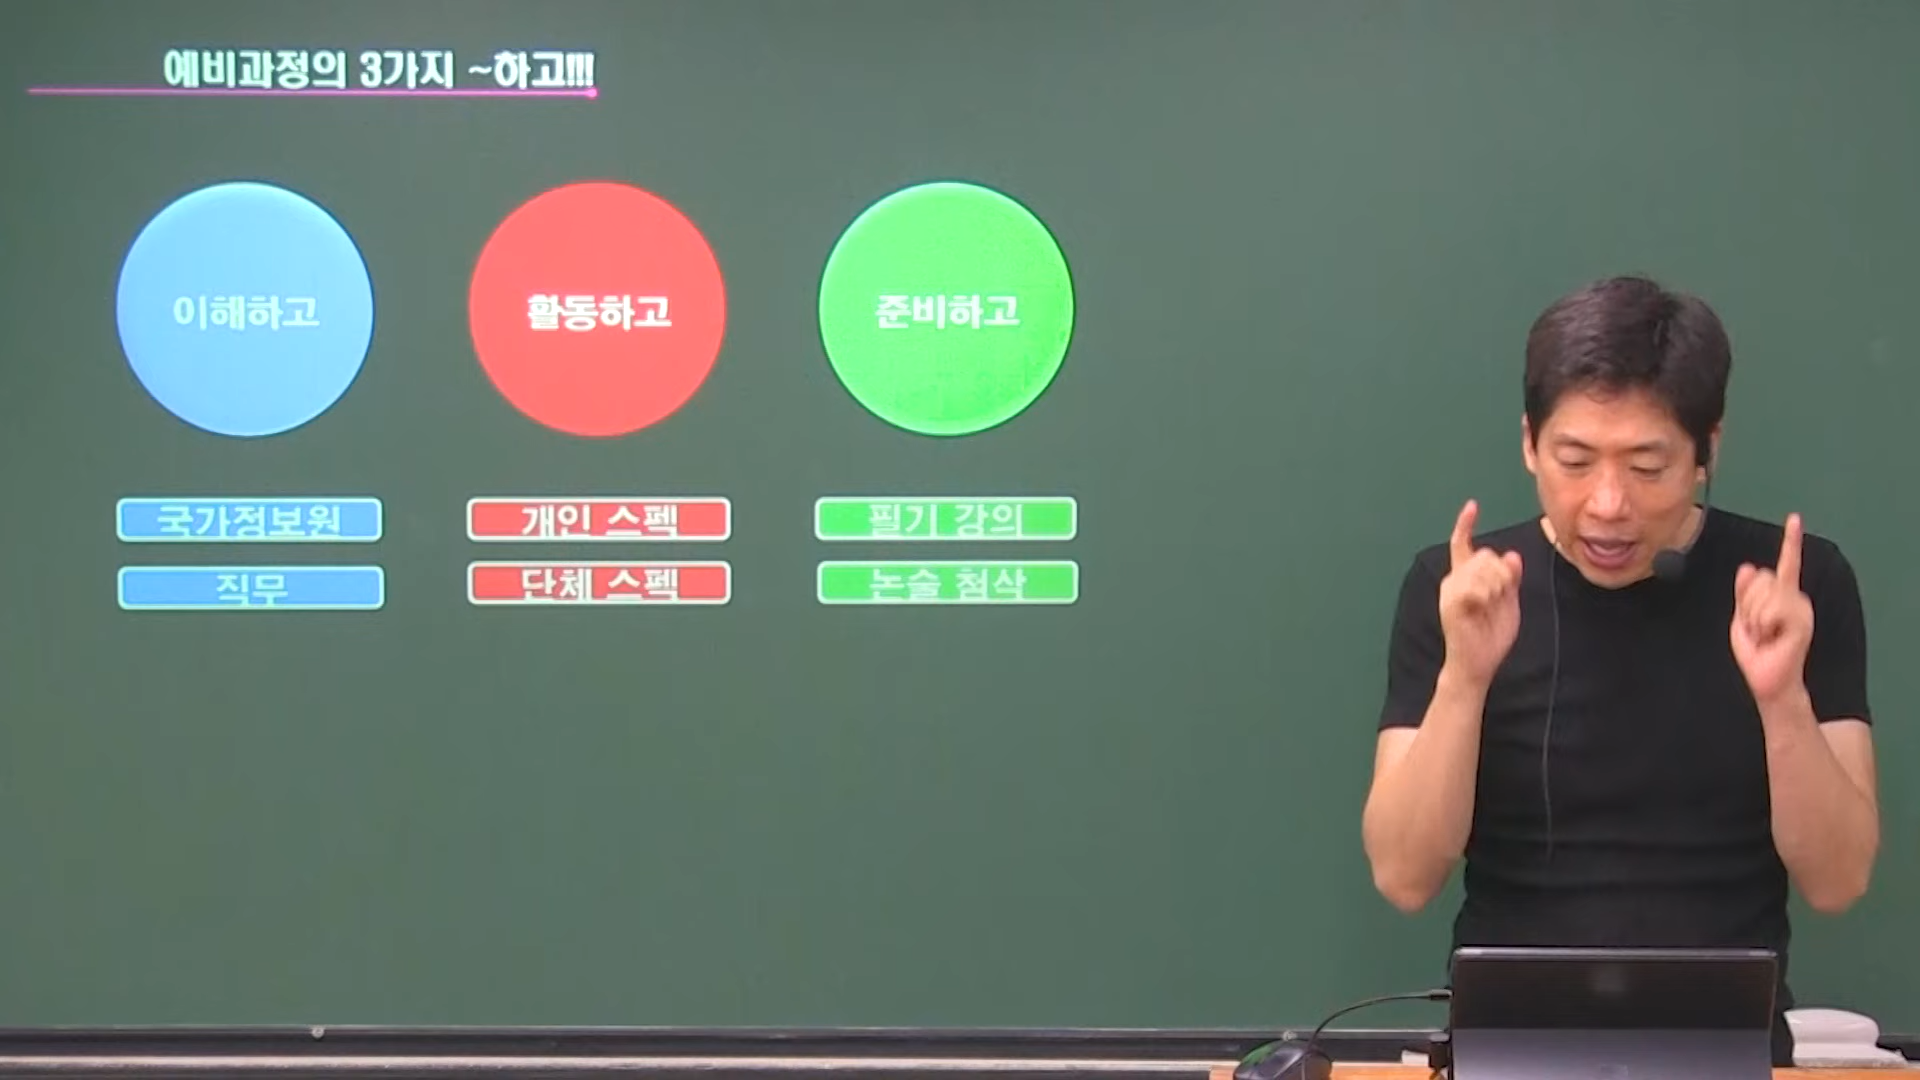 예비과정의 3가지 ~하고!!!
이해하고
활동하고
준비하고
국가정보원
개인 스펙
필기 강의
직무
단체 스펙
논술 첨삭